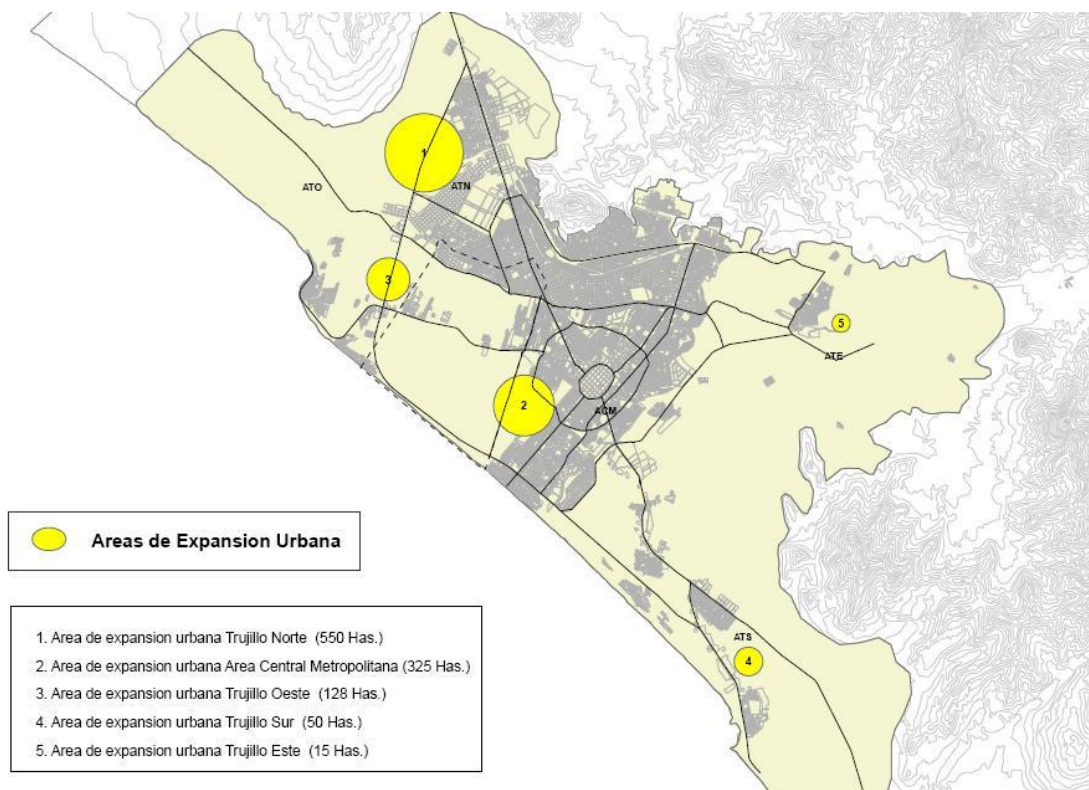 1
ATO
ATN
3
5
ATE
2
ACM
Areas de Expansion Urbana
1. Area de expansion urbana Trujillo Norte (550 Has.)
2. Area de expansion urbana Area Central Metropolitana (325 Has.)
3. Area de expansion urbana Trujillo Oeste (128 Has.)
4. Area de expansion urbana Trujillo Sur (50 Has.)
5. Area de expansion urbana Trujillo Este (15 Has.)
ATS
4